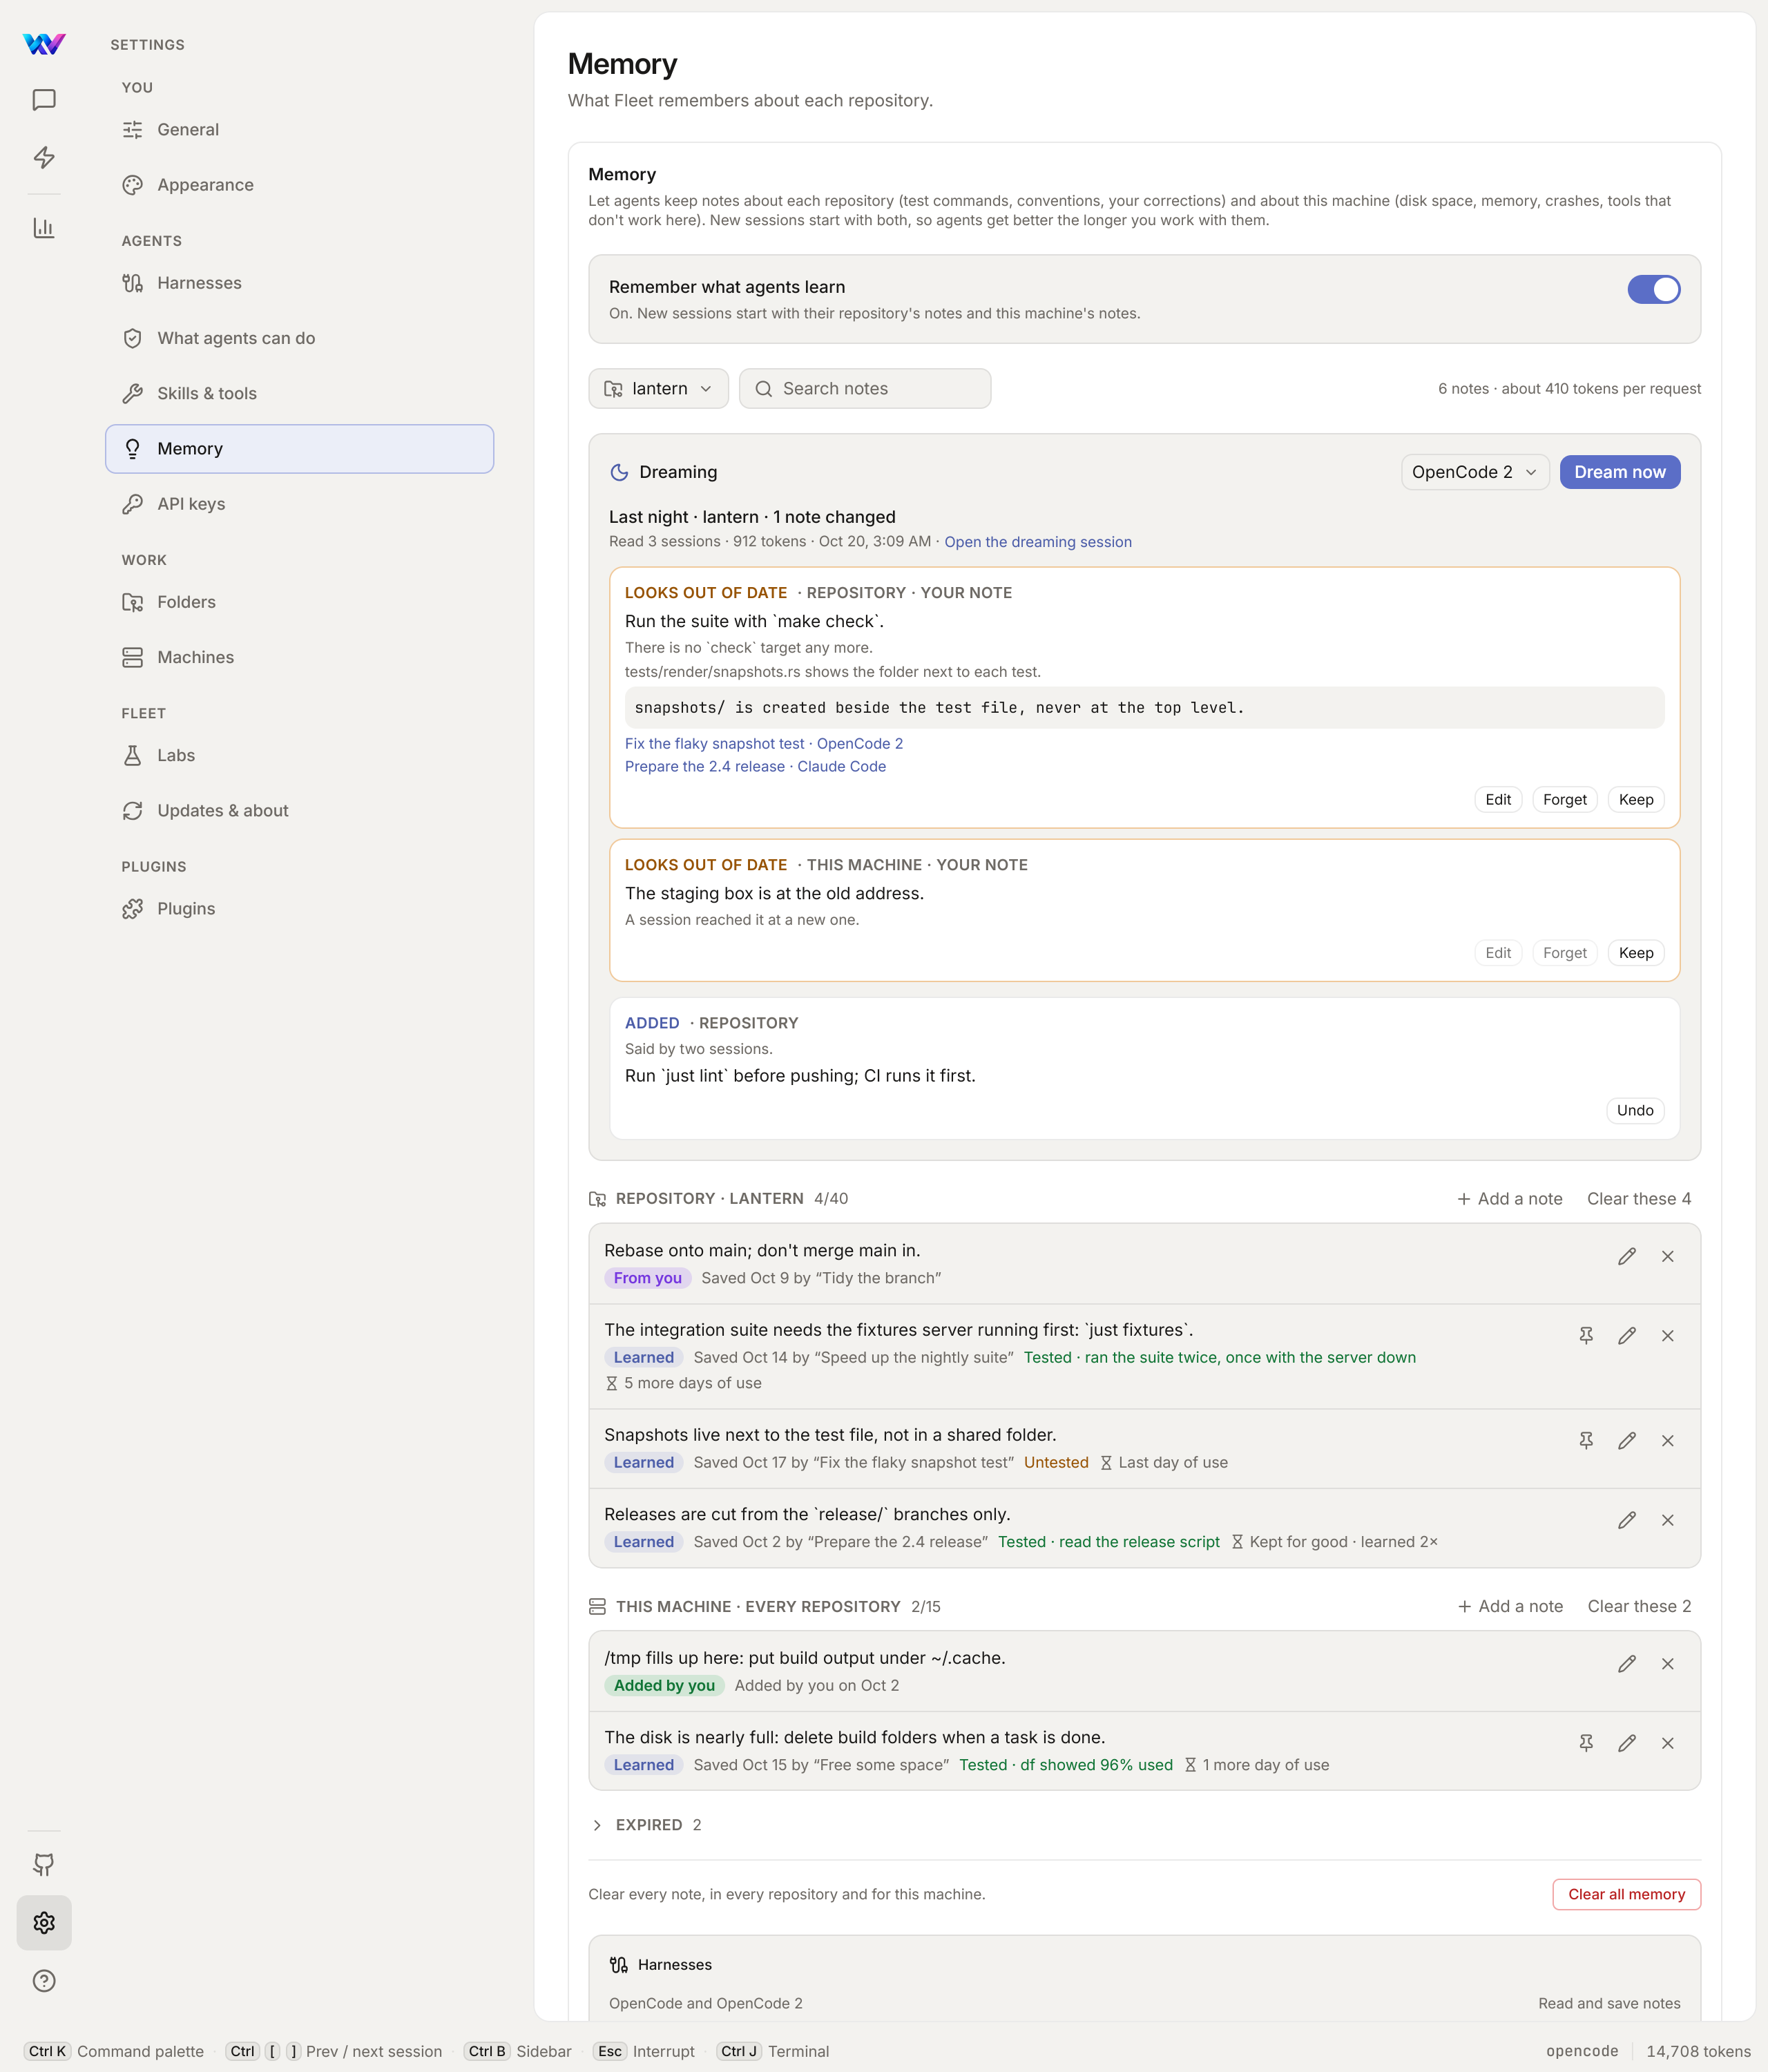 SETTINGS
YOU
General
Appearance
AGENTS
Harnesses
What agents can do
Skills & tools
Memory
API keys
WORK
Folders
Machines
FLEET
Labs
Updates & about
PLUGINS
Plugins
Memory
What Fleet remembers about each repository.
Memory
Let agents keep notes about each repository (test commands, conventions, your corrections) and about this machine (disk space, memory, crashes, tools that
don't work here). New sessions start with both, so agents get better the longer you work with them.
Remember what agents learn
On. New sessions start with their repository's notes and this machine's notes.
lantern
Search notes
6 notes · about 410 tokens per request
Dreaming
OpenCode 2
Dream now
Last night · lantern · 1 note changed
Read 3 sessions · 912 tokens · Oct 20, 3:09 AM · Open the dreaming session
LOOKS OUT OF DATE · REPOSITORY · YOUR NOTE
Run the suite with `make check`.
There is no `check` target any more.
tests/render/snapshots.rs shows the folder next to each test.
snapshots/ is created beside the test file, never at the top level.
Fix the flaky snapshot test · OpenCode 2
Prepare the 2.4 release · Claude Code
Edit Forget Keep
LOOKS OUT OF DATE · THIS MACHINE · YOUR NOTE
The staging box is at the old address.
A session reached it at a new one.
Edit Forget Keep
ADDED · REPOSITORY
Said by two sessions.
Run `just lint` before pushing; CI runs it first.
Undo
REPOSITORY · LANTERN 4/40
Add a note Clear these 4
Rebase onto main; don't merge main in.
From you Saved Oct 9 by “Tidy the branch”
The integration suite needs the fixtures server running first: `just fixtures`.
Learned Saved Oct 14 by “Speed up the nightly suite” Tested · ran the suite twice, once with the server down
5 more days of use
Snapshots live next to the test file, not in a shared folder.
Learned Saved Oct 17 by “Fix the flaky snapshot test” Untested Last day of use
Releases are cut from the `release/` branches only.
Learned Saved Oct 2 by “Prepare the 2.4 release” Tested · read the release script Kept for good · learned 2×
THIS MACHINE · EVERY REPOSITORY 2/15
Add a note Clear these 2
/tmp fills up here: put build output under ~/.cache.
Added by you Added by you on Oct 2
The disk is nearly full: delete build folders when a task is done.
Learned Saved Oct 15 by “Free some space” Tested · df showed 96% used 1 more day of use
EXPIRED 2
Clear every note, in every repository and for this machine.
Clear all memory
Harnesses
OpenCode and OpenCode 2
Read and save notes
Ctrl K Command palette · Ctrl [ ] Prev / next session · Ctrl B Sidebar · Esc Interrupt · Ctrl J Terminal
opencode 14,708 tokens